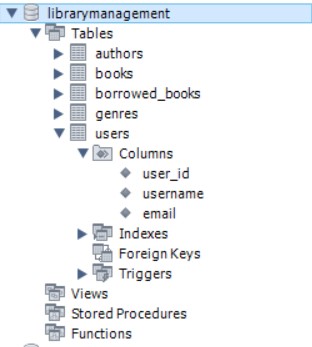 librarymanagement
Tables
authors
books
borrowed_books
genres
users
Columns
user_id
username
email
Indexes
Foreign Keys
Triggers
Views
Stored Procedures
Functions